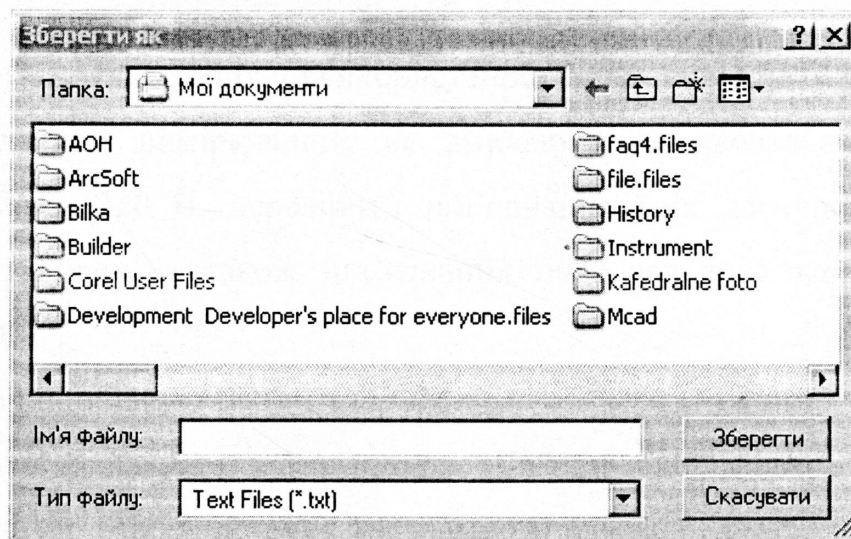 Зберегти як
Папка: Мої документи
АОН
ArcSoft
Bilka
Builder
Corel User Files
Development Developer's place for everyone.files
faq4.files
file.files
History
Instrument
Kafedralne foto
Mcad
Ім'я файлу:
Зберегти
Тип файлу: Text Files (*.txt)
Скасувати